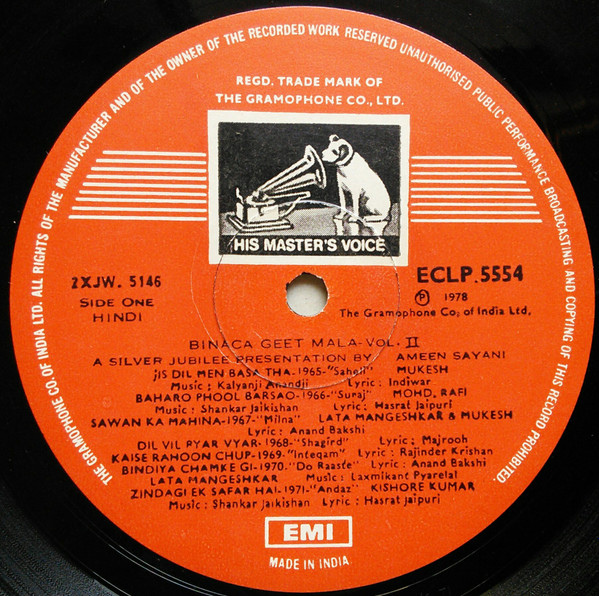 THE GRAMOPHONE CO. OF INDIA LTD. ALL RIGHTS OF THE MANUFACTURER AND OF THE OWNER OF THE RECORDED WORK RESERVED UNAUTHORISED PUBLIC PERFORMANCE BROADCASTING AND COPYING OF THIS RECORD PROHIBITED.
REGD. TRADE MARK OF
THE GRAMOPHONE CO., LTD.
HIS MASTER'S VOICE
2XJW. 5146
SIDE ONE
HINDI
ECLP.5554
Ⓟ 1978
The Gramophone Co; of India Ltd,
BINACA GEET MALA-VOL. II
A SILVER JUBILEE PRESENTATION BY: AMEEN SAYANI
JIS DIL MEN BASA THA-1965-"Saheli" MUKESH
Music; Kalyanji Anandji Lyric: Indiwar
BAHARO PHOOL BARSAO-1966-"Suraj" MOHD. RAFI
Music: Shankar Jaikishan Lyric: Hasrat Jaipuri
SAWAN KA MAHINA-1967-"Milna" LATA MANGESHKAR & MUKESH
Lyric: Anand Bakshi
DIL VIL PYAR VYAR-1968-"Shagird" Lyric; Majrooh
KAISE RAHOON CHUP-1969-"Inteqam" Lyric: Rajinder Krishan
BINDIYA CHAMKE GI-1970."Do Raaste" Lyric: Anand Bakshi
LATA MANGESHKAR Music: Laxmikant Pyarelal
ZINDAGI EK SAFAR HAI-1971-"Andaz" KISHORE KUMAR
Music: Shankar Jaikishan Lyric: Hasrat Jaipuri
EMI
MADE IN INDIA